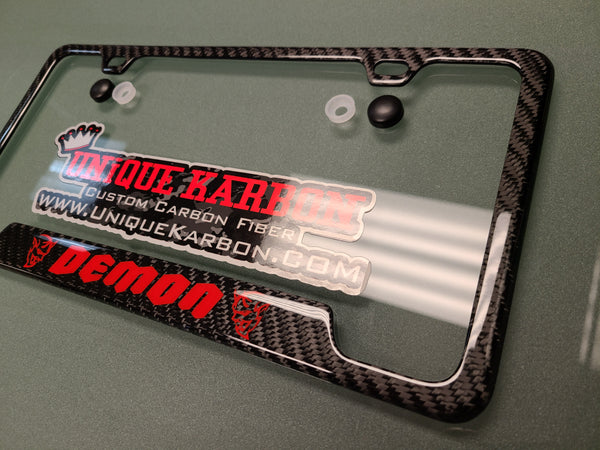 UNIQUE KARBON
CUSTOM CARBON FIBER
WWW.UNIQUEKARBON.COM
DEMON